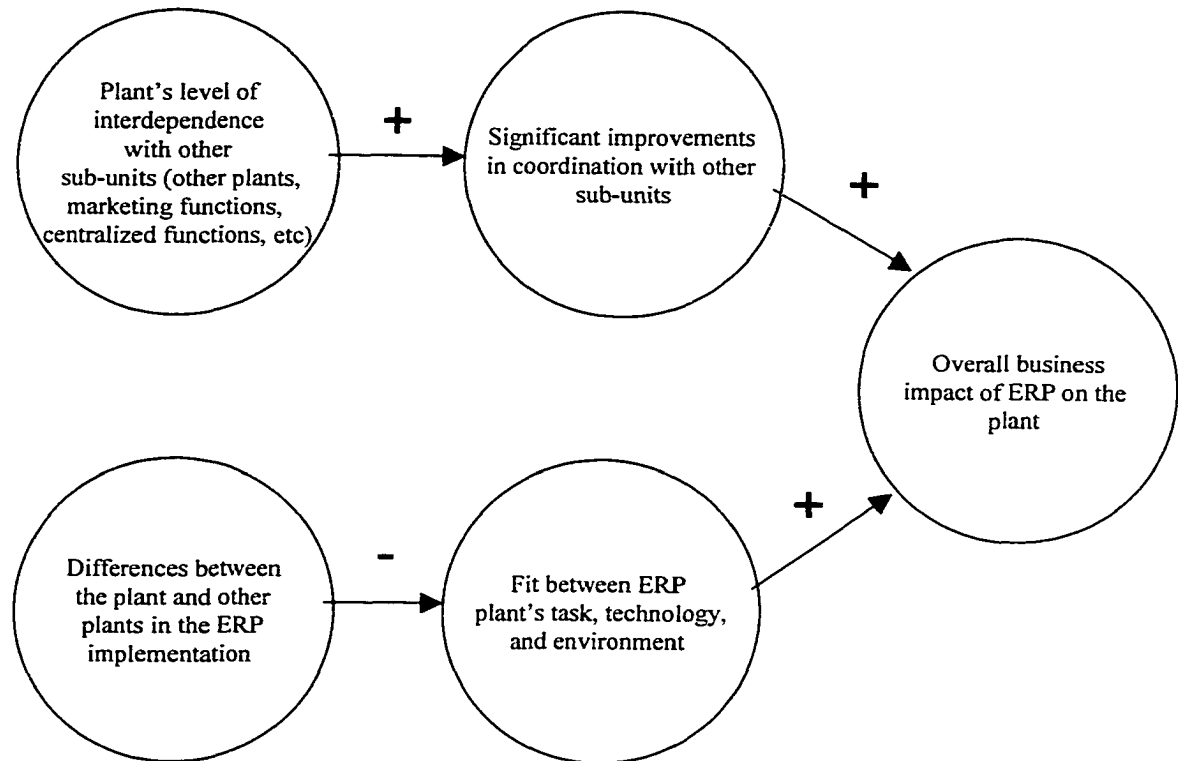 Plant's level of
interdependence
with other
sub-units (other plants,
marketing functions,
centralized functions, etc)
+
Significant improvements
in coordination with other
sub-units
+
Overall business
impact of ERP on the
plant
Differences between
the plant and other
plants in the ERP
implementation
-
Fit between ERP
plant's task, technology,
and environment
+